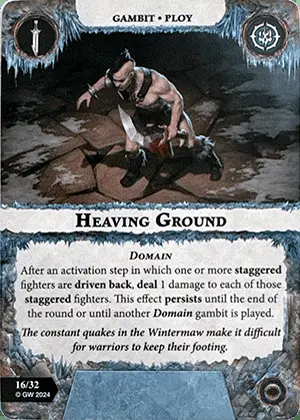 GAMBIT • PLOY
HEAVING GROUND
DOMAIN
After an activation step in which one or more staggered
fighters are driven back, deal 1 damage to each of those
staggered fighters. This effect persists until the end of
the round or until another Domain gambit is played.
The constant quakes in the Wintermaw make it difficult
for warriors to keep their footing.
16/32
© GW 2024